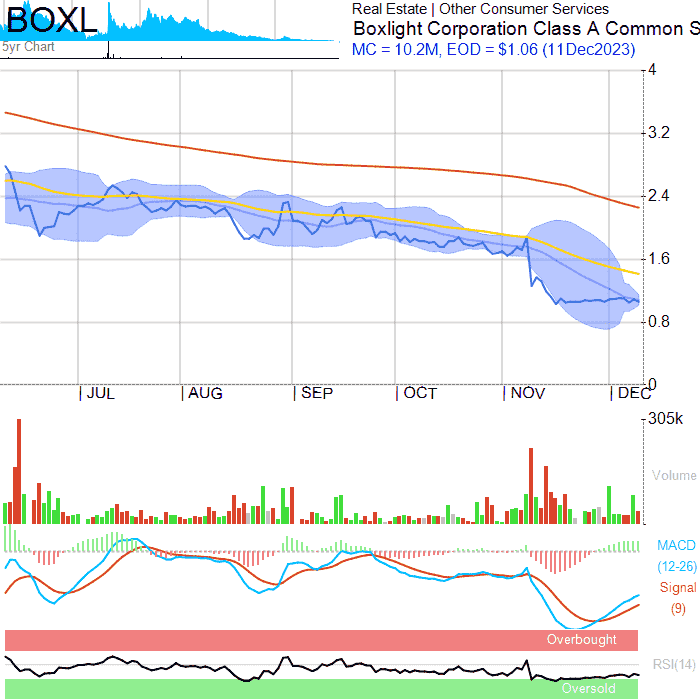 BOXL
5yr Chart
Real Estate | Other Consumer Services
Boxlight Corporation Class A Common S
MC = 10.2M, EOD = $1.06 (11Dec2023)
4
3.2
2.4
1.6
0.8
0
JUL AUG SEP OCT NOV DEC
305k
Volume
MACD
(12-26)
Signal
(9)
Overbought
RSI(14)
Oversold